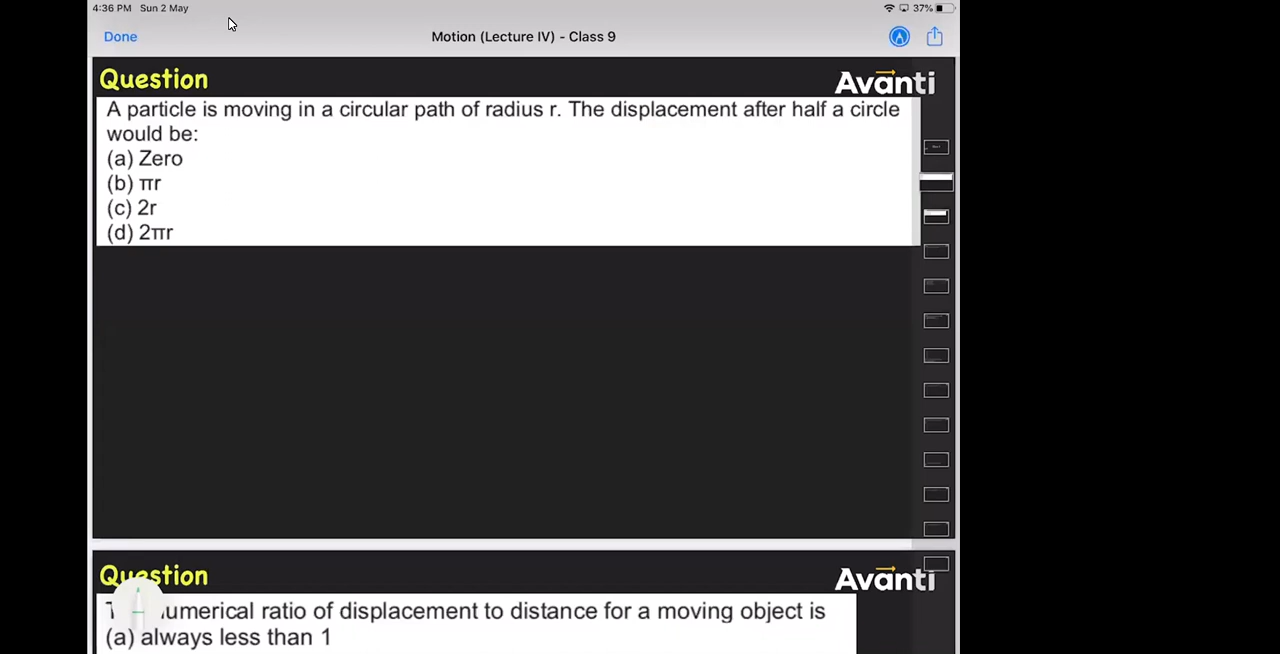 4:36 PM Sun 2 May
37%
Done
Motion (Lecture IV) - Class 9
Question
Avanti
A particle is moving in a circular path of radius r. The displacement after half a circle
would be:
(a) Zero
(b) πr
(c) 2r
(d) 2πr
Question
Avanti
numerical ratio of displacement to distance for a moving object is
(a) always less than 1